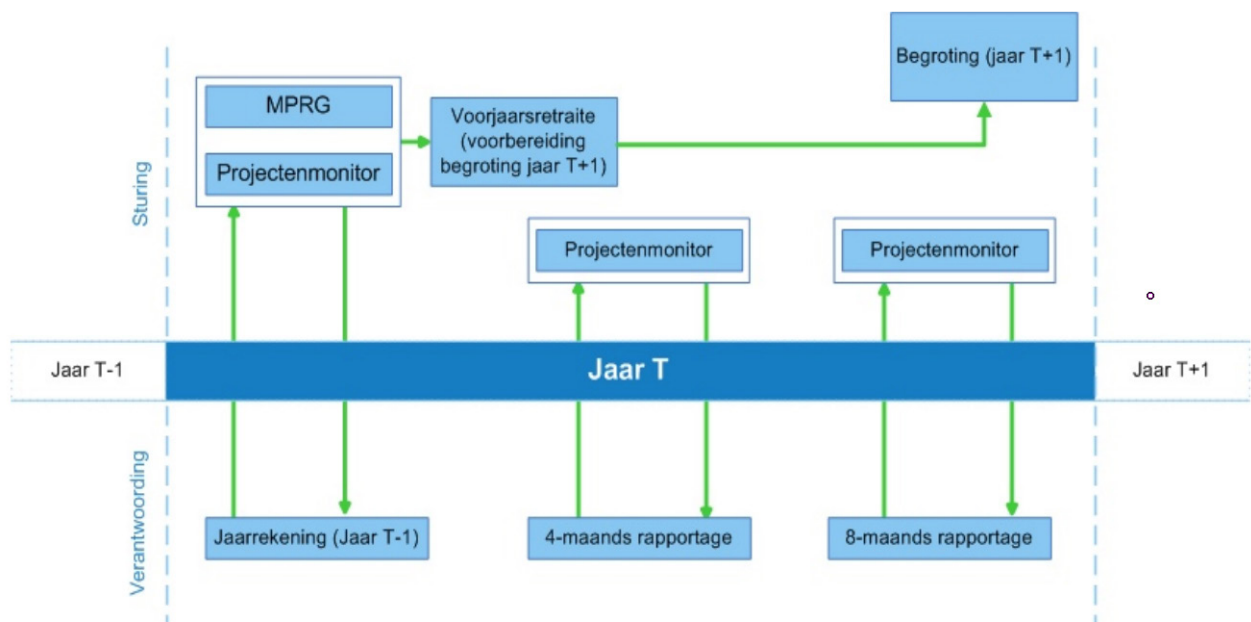 Begroting (jaar T+1)
MPRG
Projectenmonitor
Voorjaarsretraite
(voorbereiding
begroting jaar T+1)
Sturing
Projectenmonitor
Projectenmonitor
Jaar T-1
Jaar T
Jaar T+1
Verantwoording
Jaarrekening (Jaar T-1)
4-maands rapportage
8-maands rapportage